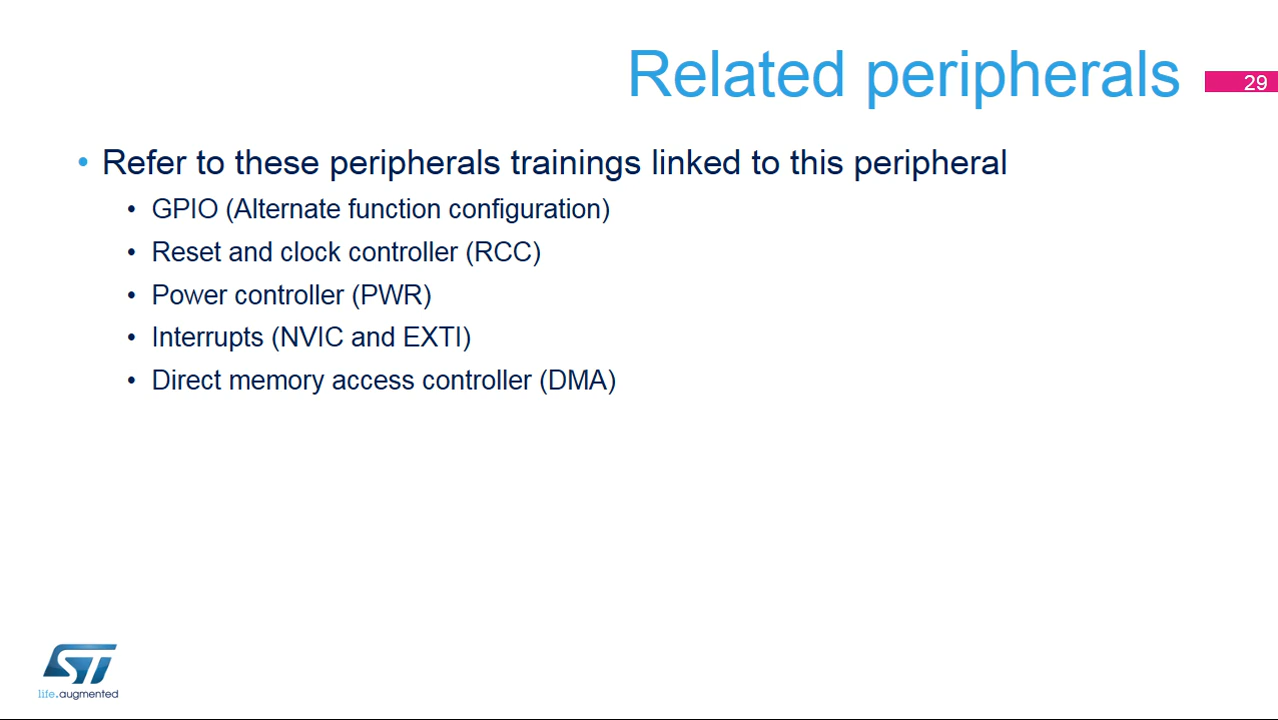 Related peripherals
29
• Refer to these peripherals trainings linked to this peripheral
• GPIO (Alternate function configuration)
• Reset and clock controller (RCC)
• Power controller (PWR)
• Interrupts (NVIC and EXTI)
• Direct memory access controller (DMA)
ST
life.augmented